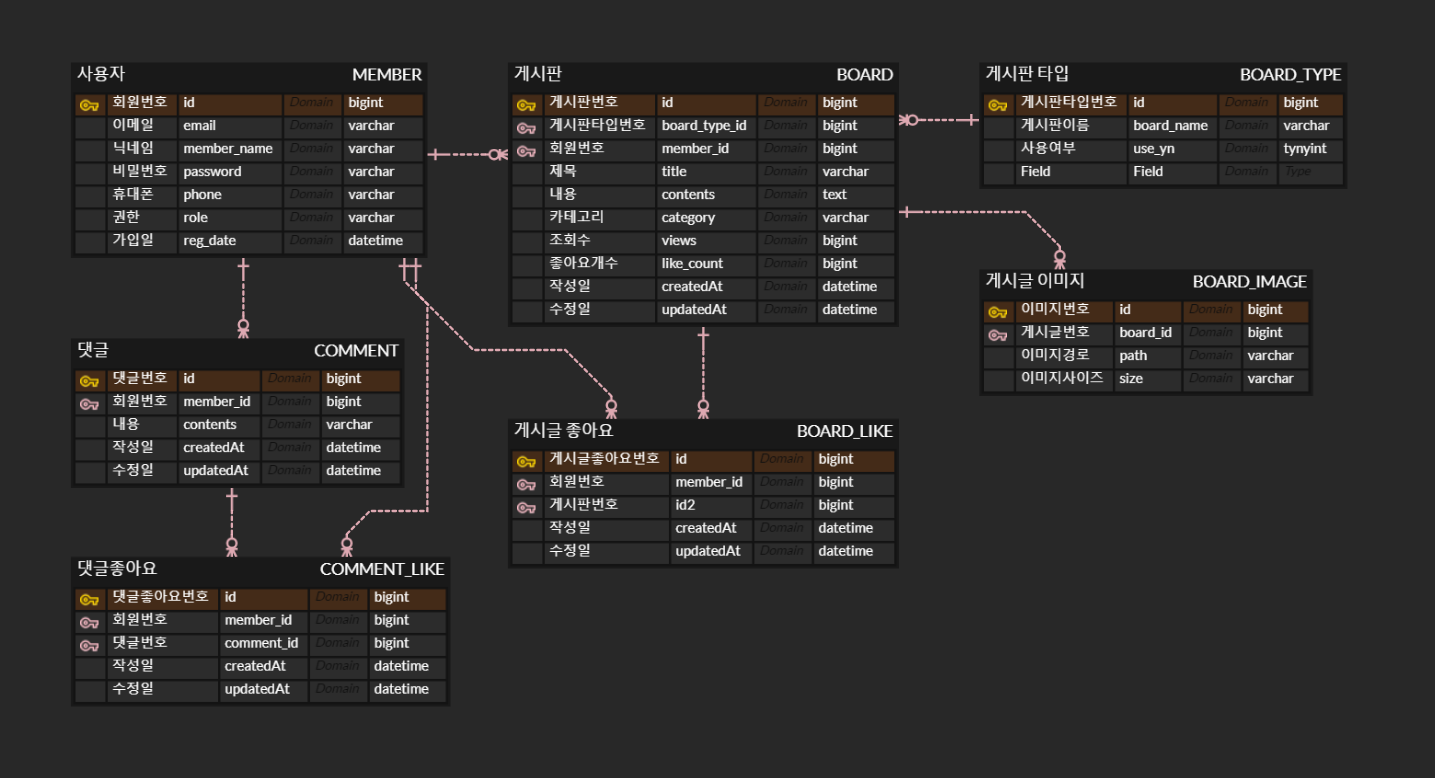 사용자 MEMBER
회원번호 id Domain bigint
이메일 email Domain varchar
닉네임 member_name Domain varchar
비밀번호 password Domain varchar
휴대폰 phone Domain varchar
권한 role Domain varchar
가입일 reg_date Domain datetime
게시판 BOARD
게시판번호 id Domain bigint
게시판타입번호 board_type_id Domain bigint
회원번호 member_id Domain bigint
제목 title Domain varchar
내용 contents Domain text
카테고리 category Domain varchar
조회수 views Domain bigint
좋아요개수 like_count Domain bigint
작성일 createdAt Domain datetime
수정일 updatedAt Domain datetime
게시판 타입 BOARD_TYPE
게시판타입번호 id Domain bigint
게시판이름 board_name Domain varchar
사용여부 use_yn Domain tynyint
Field Field Domain Type
게시글 이미지 BOARD_IMAGE
이미지번호 id Domain bigint
게시글번호 board_id Domain bigint
이미지경로 path Domain varchar
이미지사이즈 size Domain varchar
댓글 COMMENT
댓글번호 id Domain bigint
회원번호 member_id Domain bigint
내용 contents Domain varchar
작성일 createdAt Domain datetime
수정일 updatedAt Domain datetime
게시글 좋아요 BOARD_LIKE
게시글좋아요번호 id Domain bigint
회원번호 member_id Domain bigint
게시판번호 id2 Domain bigint
작성일 createdAt Domain datetime
수정일 updatedAt Domain datetime
댓글좋아요 COMMENT_LIKE
댓글좋아요번호 id Domain bigint
회원번호 member_id Domain bigint
댓글번호 comment_id Domain bigint
작성일 createdAt Domain datetime
수정일 updatedAt Domain datetime